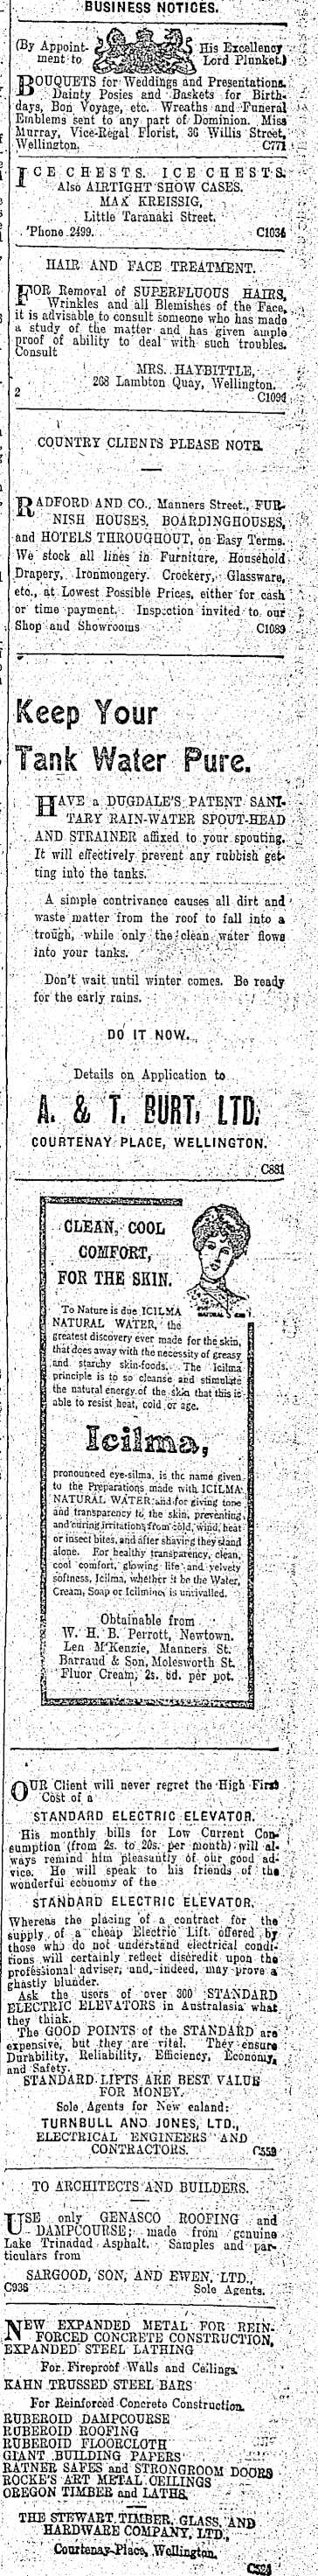 BUSINESS NOTICES.
(By Appoint-
ment to
His Excellency
Lord Plunket.)
BOUQUETS for Weddings and Presentations.
Dainty Posies and Baskets for Birth-
days, Bon Voyage, etc. Wreaths and Funeral
Emblems sent to any part of Dominion. Miss
Murray, Vice-Regal Florist, 36 Willis Street,
Wellington. C771
ICE CHESTS. ICE CHESTS.
Also AIRTIGHT SHOW CASES.
MAX KREISSIG,
Little Taranaki Street.
'Phone 2499. C1034
HAIR AND FACE TREATMENT.
FOR Removal of SUPERFLUOUS HAIRS,
Wrinkles and all Blemishes of the Face,
it is advisable to consult someone who has made
a study of the matter and has given ample
proof of ability to deal with such troubles.
Consult
MRS. HAYBITTLE,
268 Lambton Quay, Wellington.
2 C1096
COUNTRY CLIENTS PLEASE NOTE.
RADFORD AND CO., Manners Street., FUR-
NISH HOUSES, BOARDINGHOUSES,
and HOTELS THROUGHOUT, on Easy Terms.
We stock all lines in Furniture, Household
Drapery, Ironmongery. Crockery, Glassware,
etc., at Lowest Possible Prices, either for cash
or time payment. Inspection invited to our
Shop and Showrooms C1089
Keep Your
Tank Water Pure.
HAVE a DUGDALE'S PATENT SANI-
TARY RAIN-WATER SPOUT-HEAD
AND STRAINER affixed to your spouting.
It will effectively prevent any rubbish get-
ting into the tanks.
A simple contrivance causes all dirt and
waste matter from the roof to fall into a
trough, while only the clean water flows
into your tanks.
Don't wait until winter comes. Be ready
for the early rains.
DO IT NOW.
Details on Application to
A. & T. BURT, LTD.
COURTENAY PLACE, WELLINGTON.
C881
CLEAN, COOL
COMFORT,
FOR THE SKIN.
To Nature is due ICILMA
NATURAL WATER, the
greatest discovery ever made for the skin,
that does away with the necessity of greasy
and starchy skin-foods. The Icilma
principle is to so cleanse and stimulate
the natural energy of the skin that this is
able to resist heat, cold or age.
Icilma,
pronounced eye-silma, is the name given
to the Preparations made with ICILMA
NATURAL WATER and for giving tone
and transparency to the skin, preventing
and curing irritations from cold, wind, heat
or insect bites, and after shaving they stand
alone. For healthy transparency, clean,
cool comfort, glowing life and velvety
softness, Icilma, whether it be the Water,
Cream, Soap or Icilmines is unrivalled.
Obtainable from
W. H. B. Perrott, Newtown.
Len M'Kenzie, Manners St.
Barraud & Son, Molesworth St.
Fluor Cream, 2s. 6d. per pot.
OUR Client will never regret the High First
Cost of a
STANDARD ELECTRIC ELEVATOR.
His monthly bills for Low Current Con-
sumption (from 2s. to 20s. per month) will al-
ways remind him pleasantly of our good ad-
vice. He will speak to his friends of the
wonderful economy of the
STANDARD ELECTRIC ELEVATOR.
Whereas the placing of a contract for the
supply of a cheap Electric Lift offered by
those who do not understand electrical condi-
tions will certainly reflect discredit upon the
professional adviser, and, indeed, may prove a
ghastly blunder.
Ask the users of over 300 STANDARD
ELECTRIC ELEVATORS in Australasia what
they think.
The GOOD POINTS of the STANDARD are
expensive, but they are vital. They ensure
Durability, Reliability, Efficiency, Economy,
and Safety.
STANDARD LIFTS ARE BEST VALUE
FOR MONEY.
Sole Agents for New ealand:
TURNBULL AND JONES, LTD.,
ELECTRICAL ENGINEERS AND
CONTRACTORS. C559
TO ARCHITECTS AND BUILDERS.
USE only GENASCO ROOFING and
DAMPCOURSE; made from genuine
Lake Trinadad Asphalt. Samples and par-
ticulars from
SARGOOD, SON, AND EWEN, LTD.,
C936 Sole Agents.
NEW EXPANDED METAL FOR REIN-
FORCED CONCRETE CONSTRUCTION,
EXPANDED STEEL LATHING
For Fireproof Walls and Ceilings.
KAHN TRUSSED STEEL BARS
For Reinforced Concrete Construction.
RUBEROID DAMPCOURSE
RUBEROID ROOFING
RUBEROID FLOORCLOTH
GIANT BUILDING PAPERS
RATNER SAFES and STRONGROOM DOORS
ROCKE'S ART METAL CEILINGS
OREGON TIMBER and LATHS.
THE STEWART TIMBER, GLASS, AND
HARDWARE COMPANY, LTD.,
Courtenay-Place, Wellington.
C524